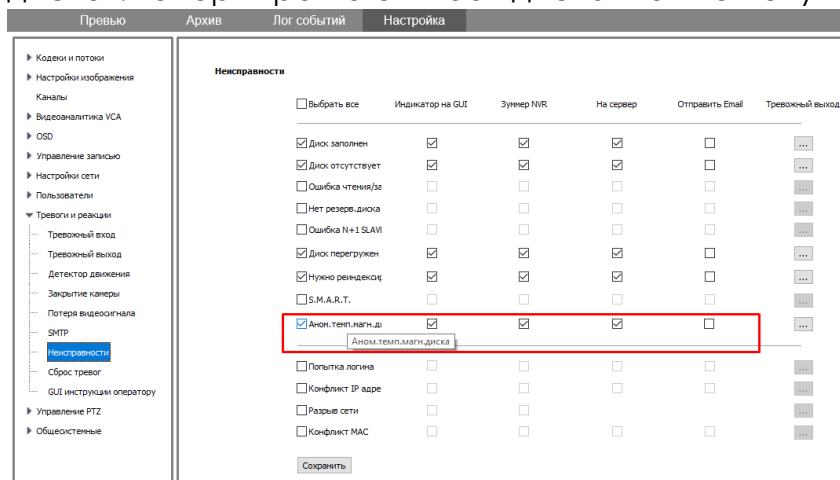 Превью Архив Лог событий Настройка
Кодеки и потоки
Настройки изображения
Каналы
Видеоаналитика VCA
OSD
Управление записью
Настройки сети
Пользователи
Тревоги и реакции
Тревожный вход
Тревожный выход
Детектор движения
Закрытие камеры
Потеря видеосигнала
SMTP
Неисправности
Сброс тревог
GUI инструкции оператору
Управление PTZ
Общесистемные
Неисправности
Выбрать все Индикатор на GUI Зуммер NVR На сервер Отправить Email Тревожный выход
Диск заполнен ...
Диск отсутствует ...
Ошибка чтения/за ...
Нет резерв.диска ...
Ошибка N+1 SLAV ...
Диск перегружен ...
Нужно реиндекси ...
S.M.A.R.T. ...
Аном.темп.магн.ди ...
Аном.темп.магн.диска
Попытка логина ...
Конфликт IP адре ...
Разрыв сети ...
Конфликт MAC ...
Сохранить